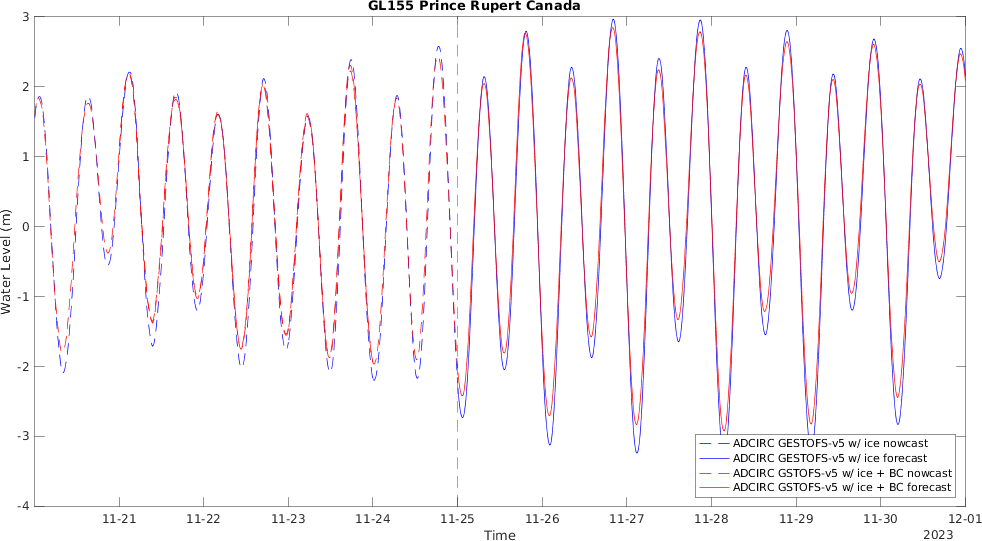 GL155 Prince Rupert Canada
3
2
1
0
-1
-2
-3
-4
Water Level (m)
ADCIRC GESTOFS-v5 w/ ice nowcast
ADCIRC GESTOFS-v5 w/ ice forecast
ADCIRC GSTOFS-v5 w/ ice + BC nowcast
ADCIRC GSTOFS-v5 w/ ice + BC forecast
11-21 11-22 11-23 11-24 11-25 11-26 11-27 11-28 11-29 11-30 12-01
Time
2023